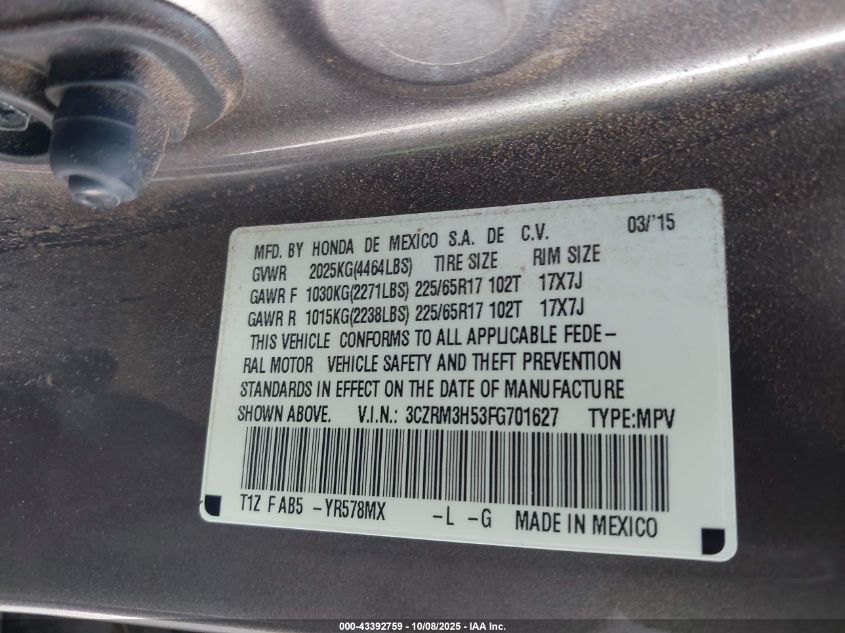 MFD. BY HONDA DE MEXICO S.A. DE C.V. 03/'15
GVWR 2025KG(4464LBS) TIRE SIZE RIM SIZE
GAWR F 1030KG(2271LBS) 225/65R17 102T 17X7J
GAWR R 1015KG(2238LBS) 225/65R17 102T 17X7J
THIS VEHICLE CONFORMS TO ALL APPLICABLE FEDE-
RAL MOTOR VEHICLE SAFETY AND THEFT PREVENTION
STANDARDS IN EFFECT ON THE DATE OF MANUFACTURE
SHOWN ABOVE. V.I.N.: 3CZRM3H53FG701627 TYPE:MPV
T1Z F AB5 -YR578MX -L -G MADE IN MEXICO
000-43392759 - 10/08/2025 - IAA Inc.